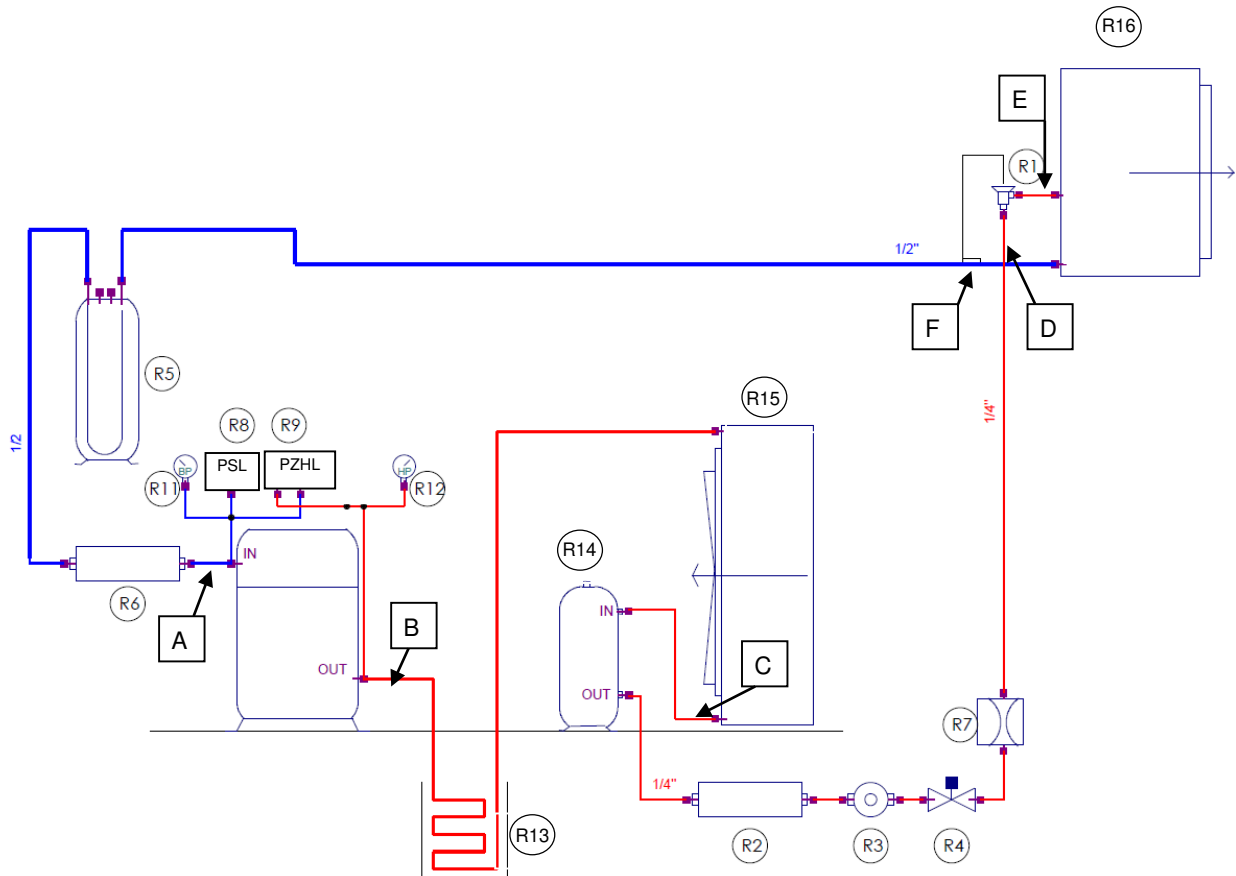 R16
E
R1
1/2"
F
D
R5
R8
R9
R15
1/4"
1/2
BP
PSL
PZHL
HP
R11
R12
IN
R14
R6
A
B
IN
OUT
C
OUT
R7
1/4"
R13
R2
R3
R4